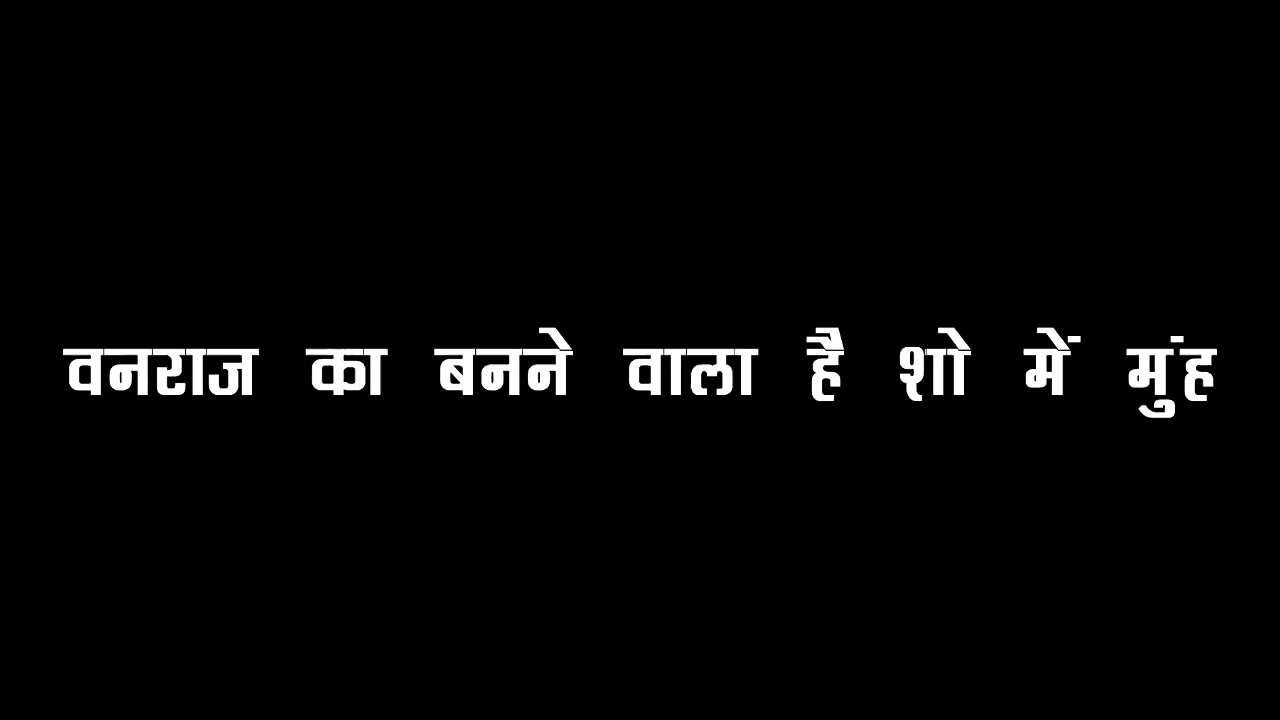 वनराज का बनने वाला है शो में मुंह